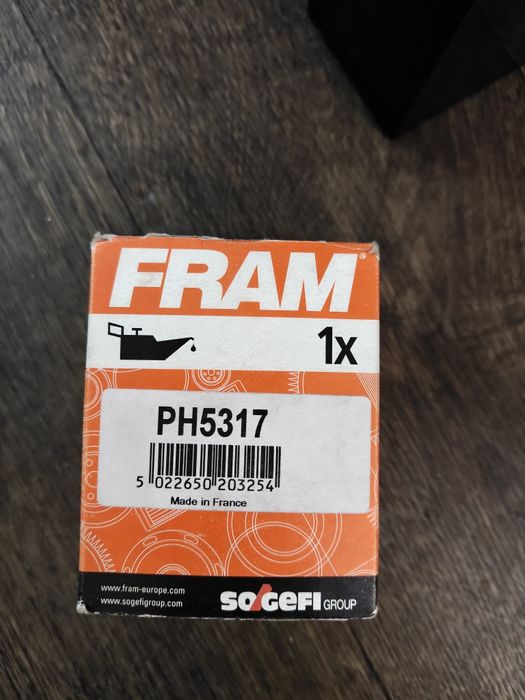 FRAM®
1x
PH5317
5 022650 203254
Made in France
www.fram-europe.com
www.sogefigroup.com
SOGEFI GROUP